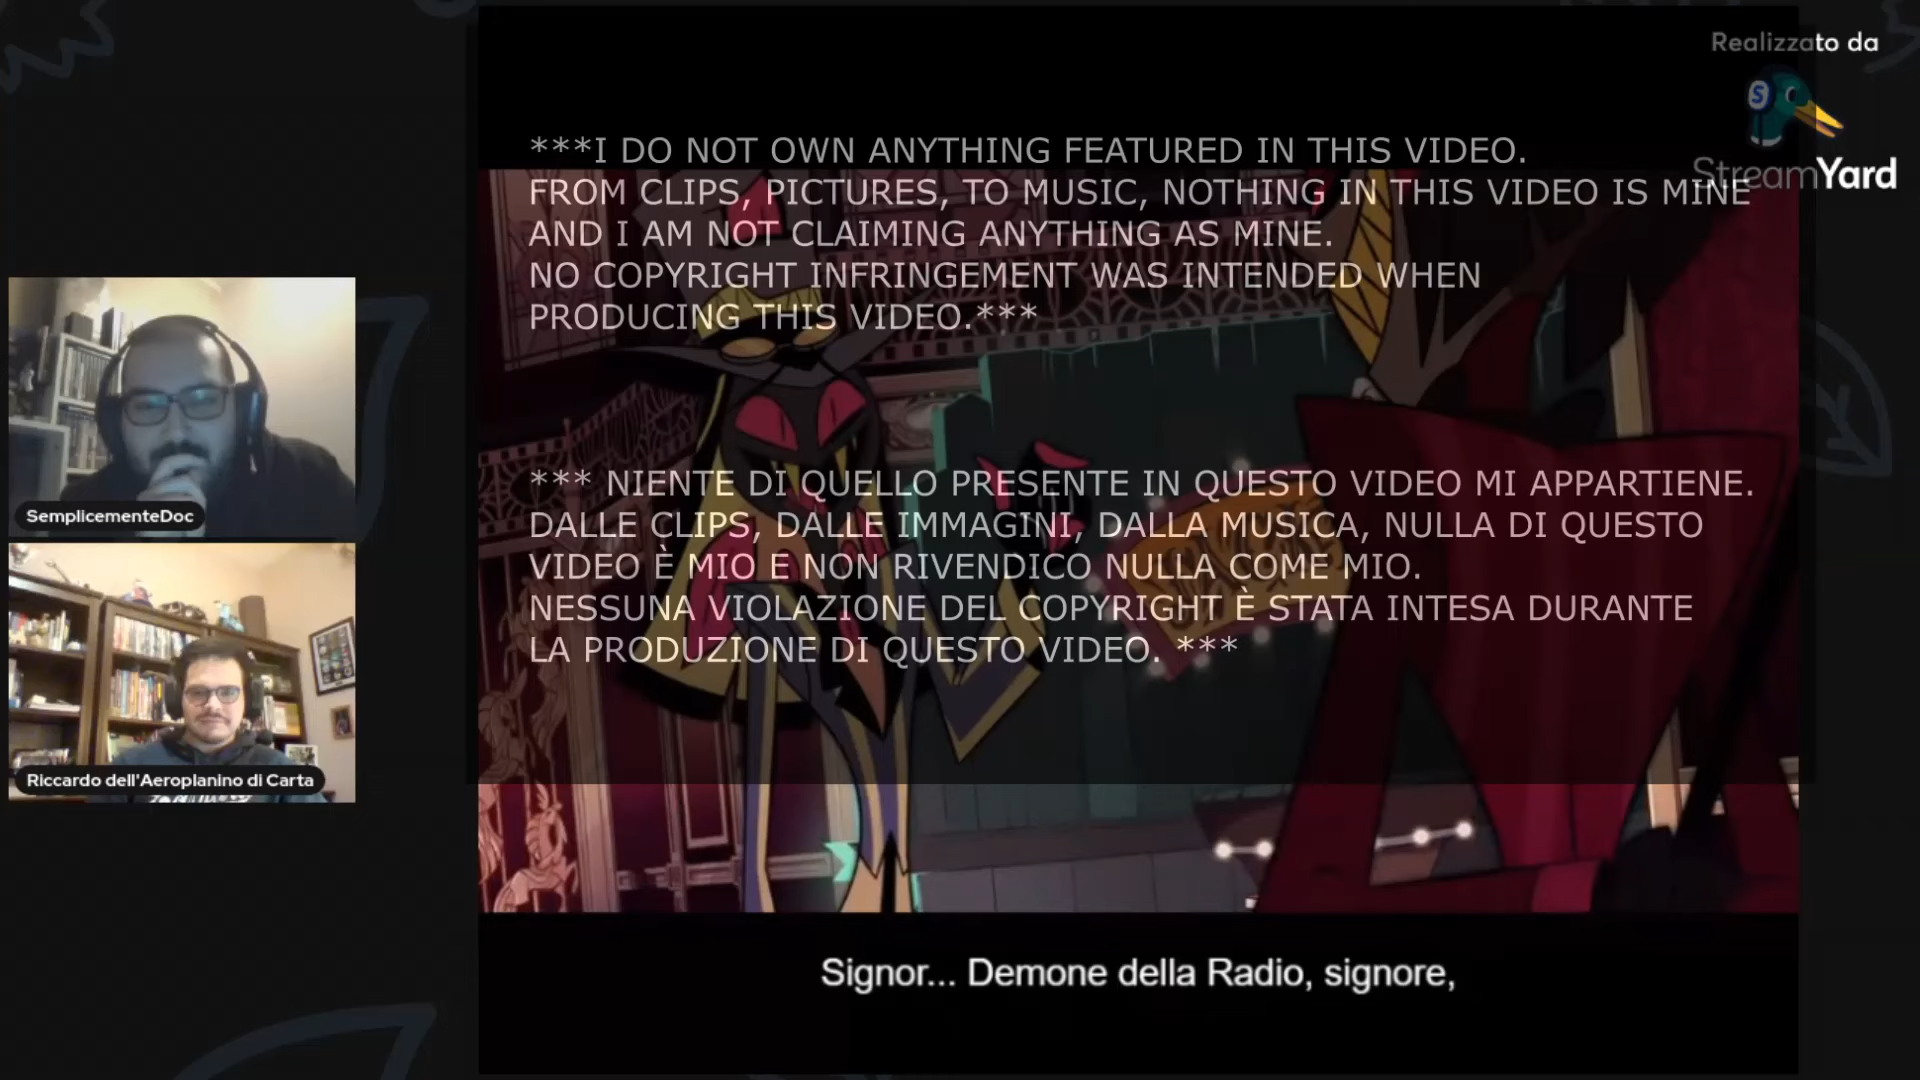 Realizzato da
StreamYard
***I DO NOT OWN ANYTHING FEATURED IN THIS VIDEO.
FROM CLIPS, PICTURES, TO MUSIC, NOTHING IN THIS VIDEO IS MINE
AND I AM NOT CLAIMING ANYTHING AS MINE.
NO COPYRIGHT INFRINGEMENT WAS INTENDED WHEN
PRODUCING THIS VIDEO.***
*** NIENTE DI QUELLO PRESENTE IN QUESTO VIDEO MI APPARTIENE.
DALLE CLIPS, DALLE IMMAGINI, DALLA MUSICA, NULLA DI QUESTO
VIDEO È MIO E NON RIVENDICO NULLA COME MIO.
NESSUNA VIOLAZIONE DEL COPYRIGHT È STATA INTESA DURANTE
LA PRODUZIONE DI QUESTO VIDEO. ***
SemplicementeDoc
Riccardo dell'Aeroplanino di Carta
Signor... Demone della Radio, signore,